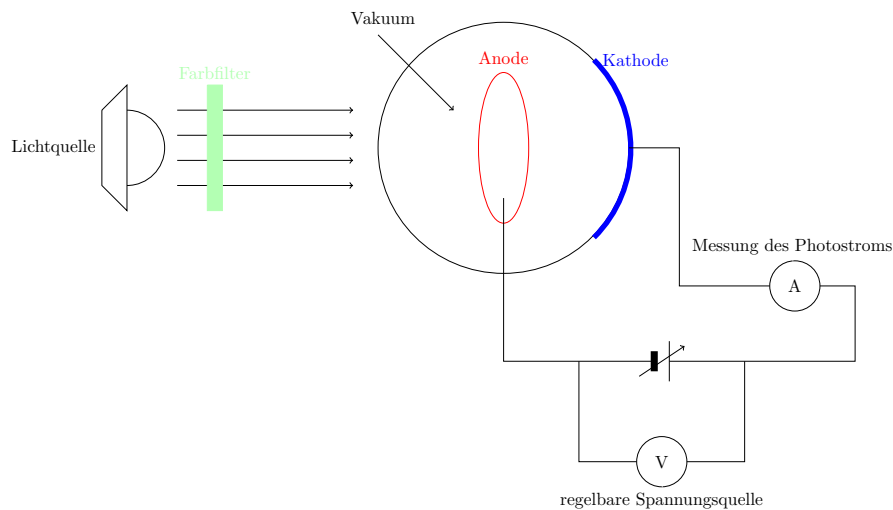 Vakuum
Anode
Kathode
Farbfilter
Lichtquelle
Messung des Photostroms
A
V
regelbare Spannungsquelle